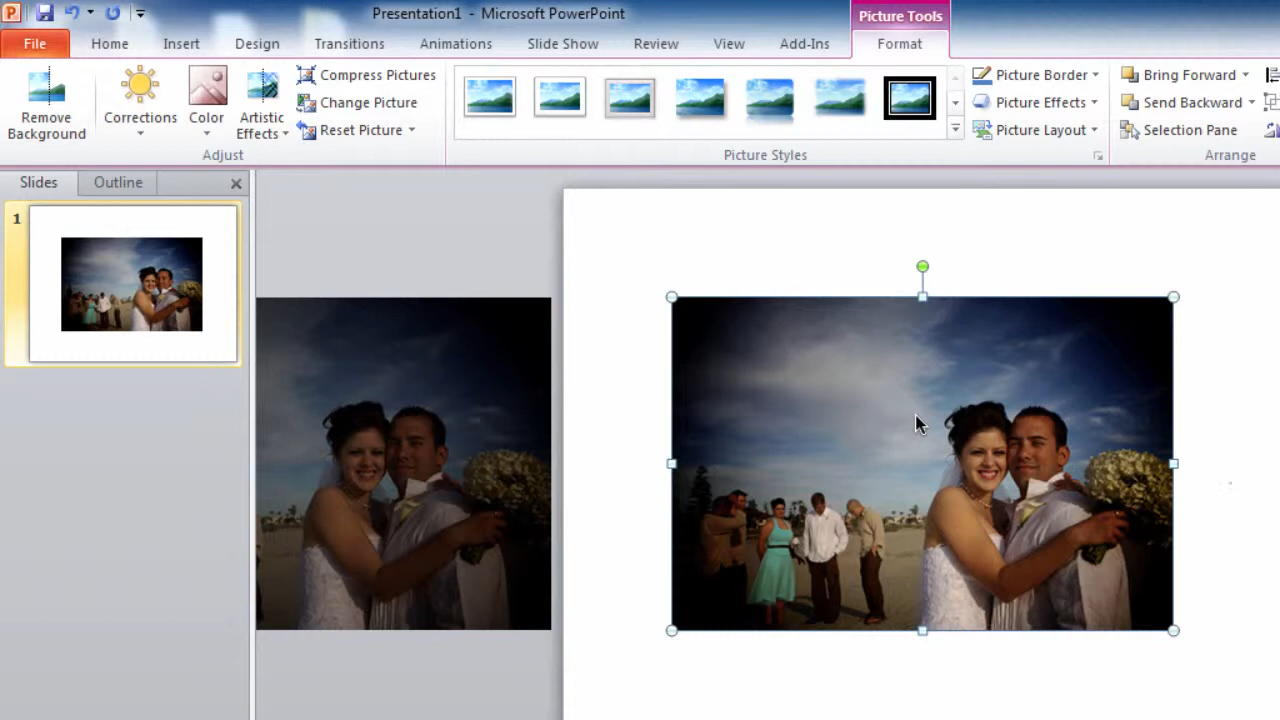 Presentation1 - Microsoft PowerPoint
Picture Tools
File Home Insert Design Transitions Animations Slide Show Review View Add-Ins Format
Remove Background
Corrections
Color
Artistic Effects
Compress Pictures
Change Picture
Reset Picture
Adjust
Picture Styles
Picture Border
Picture Effects
Picture Layout
Bring Forward
Send Backward
Selection Pane
Arrange
Slides Outline
1